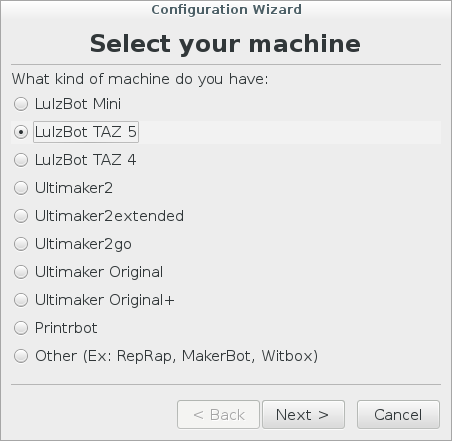 Configuration Wizard
Select your machine
What kind of machine do you have:
LulzBot Mini
LulzBot TAZ 5
LulzBot TAZ 4
Ultimaker2
Ultimaker2extended
Ultimaker2go
Ultimaker Original
Ultimaker Original+
Printrbot
Other (Ex: RepRap, MakerBot, Witbox)
< Back Next > Cancel